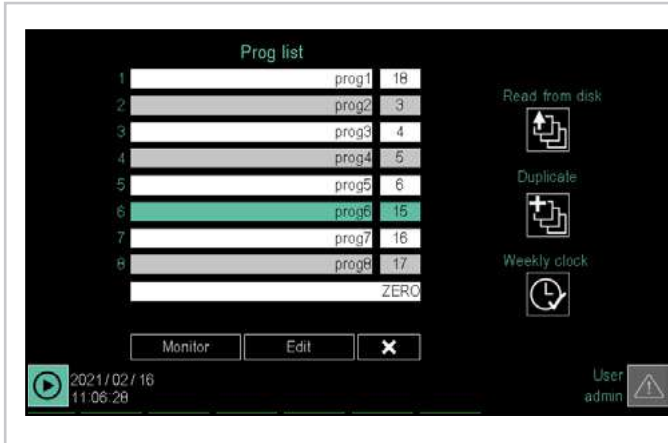 Prog list
1 prog1 18
2 prog2 3
3 prog3 4
4 prog4 5
5 prog5 6
6 prog6 15
7 prog7 16
8 prog8 17
ZERO
Read from disk
Duplicate
Weekly clock
Monitor Edit
2021/02/16
11:06:28
User
admin